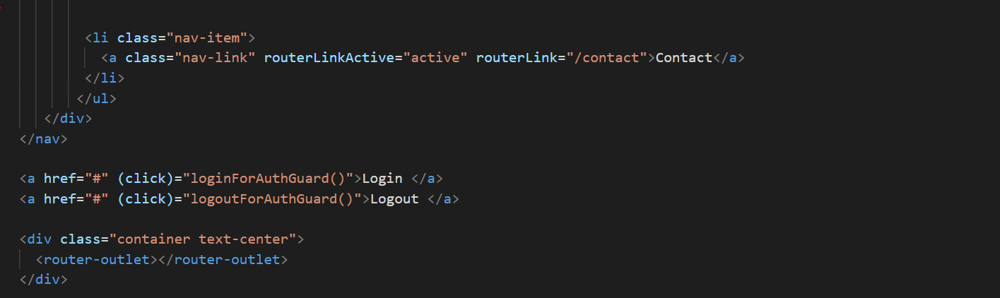 <li class="nav-item">
<a class="nav-link" routerLinkActive="active" routerLink="/contact">Contact</a>
</li>
</ul>
</div>
</nav>
<a href="#" (click)="loginForAuthGuard()">Login </a>
<a href="#" (click)="logoutForAuthGuard()">Logout </a>
<div class="container text-center">
<router-outlet></router-outlet>
</div>